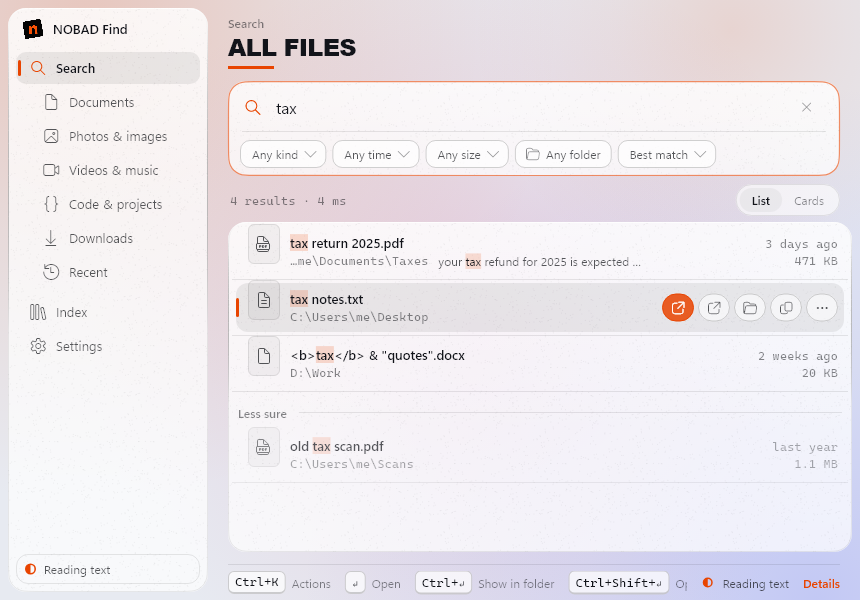 NOBAD Find
Search
Documents
Photos & images
Videos & music
Code & projects
Downloads
Recent
Index
Settings
Reading text
Search
ALL FILES
tax
Any kind
Any time
Any size
Any folder
Best match
4 results · 4 ms
List
Cards
tax return 2025.pdf
3 days ago
…me\Documents\Taxes your tax refund for 2025 is expected …
471 KB
tax notes.txt
C:\Users\me\Desktop
<b>tax</b> & "quotes".docx
2 weeks ago
D:\Work
20 KB
Less sure
old tax scan.pdf
last year
C:\Users\me\Scans
1.1 MB
Ctrl+K Actions ↵ Open Ctrl+↵ Show in folder Ctrl+Shift+↵
Reading text
Details